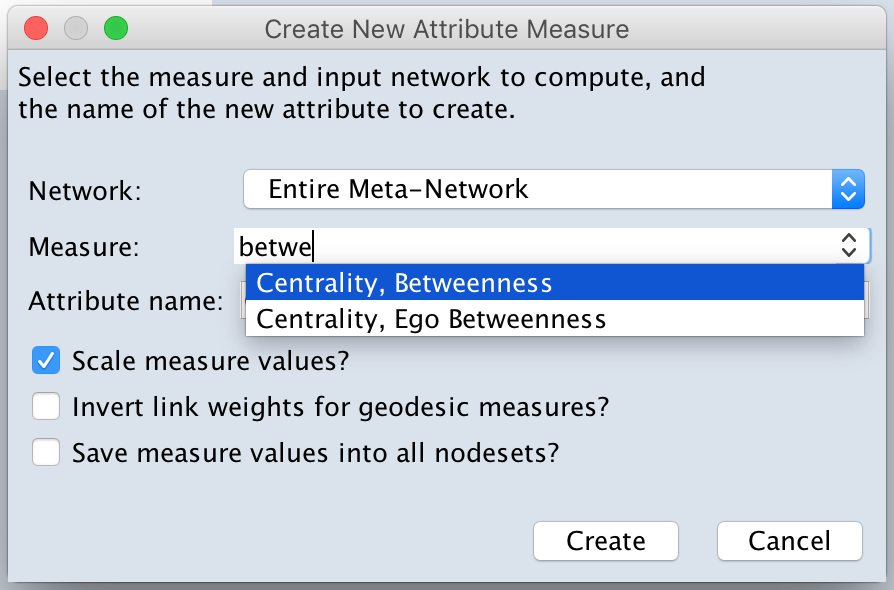 Create New Attribute Measure
Select the measure and input network to compute, and
the name of the new attribute to create.
Network: Entire Meta-Network
Measure: betwe
Centrality, Betweenness
Attribute name:
Centrality, Ego Betweenness
Scale measure values?
Invert link weights for geodesic measures?
Save measure values into all nodesets?
Create Cancel